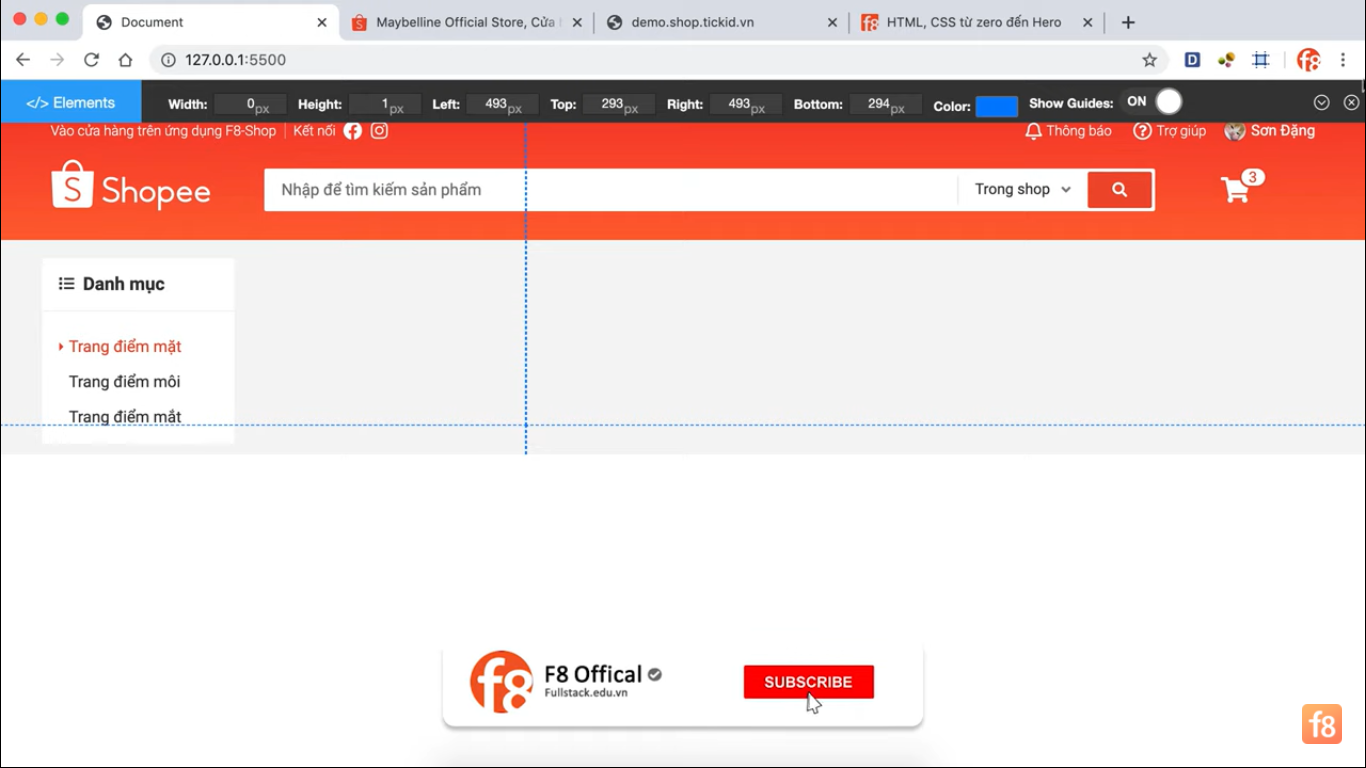 Document
Maybelline Official Store, Cửa
demo.shop.tickid.vn
HTML, CSS từ zero đến Hero
127.0.0.1:5500
D
f8
</> Elements
Width: 0px Height: 1px Left: 493px Top: 293px Right: 493px Bottom: 294px Color: Show Guides: ON
Vào cửa hàng trên ứng dụng F8-Shop
Kết nối
Thông báo
Trợ giúp
Sơn Đặng
S Shopee
Nhập để tìm kiếm sản phẩm
Trong shop
3
Danh mục
Trang điểm mặt
Trang điểm môi
Trang điểm mắt
f8
F8 Offical
Fullstack.edu.vn
SUBSCRIBE
f8